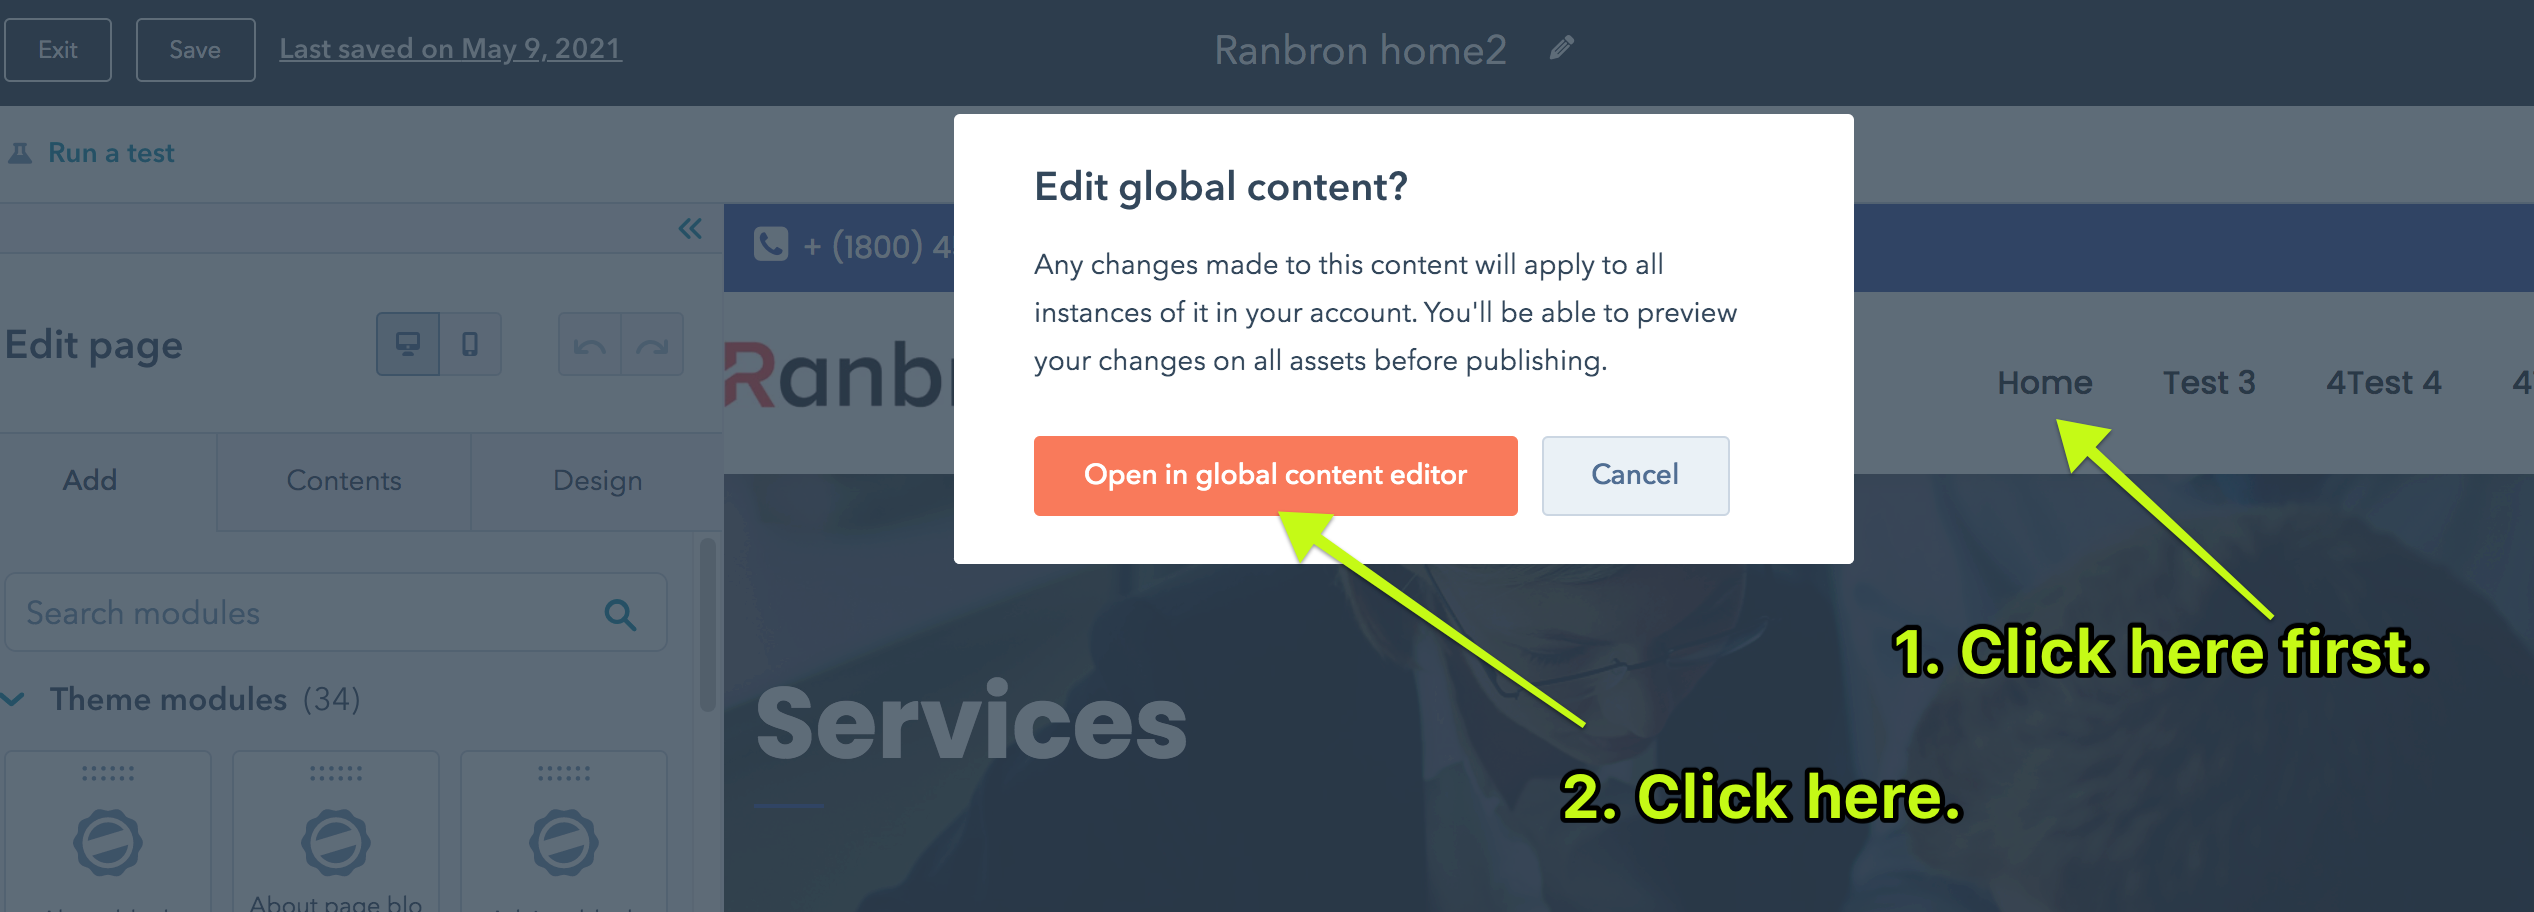 Exit
Save
Last saved on May 9, 2021
Ranbron home2
Run a test
+ (1800) 4
Edit global content?
Any changes made to this content will apply to all
instances of it in your account. You'll be able to preview
your changes on all assets before publishing.
Open in global content editor
Cancel
Edit page
Ranbr
Home
Test 3
4Test 4
4
Add
Contents
Design
Search modules
Theme modules (34)
About page blo
Services
1. Click here first.
2. Click here.